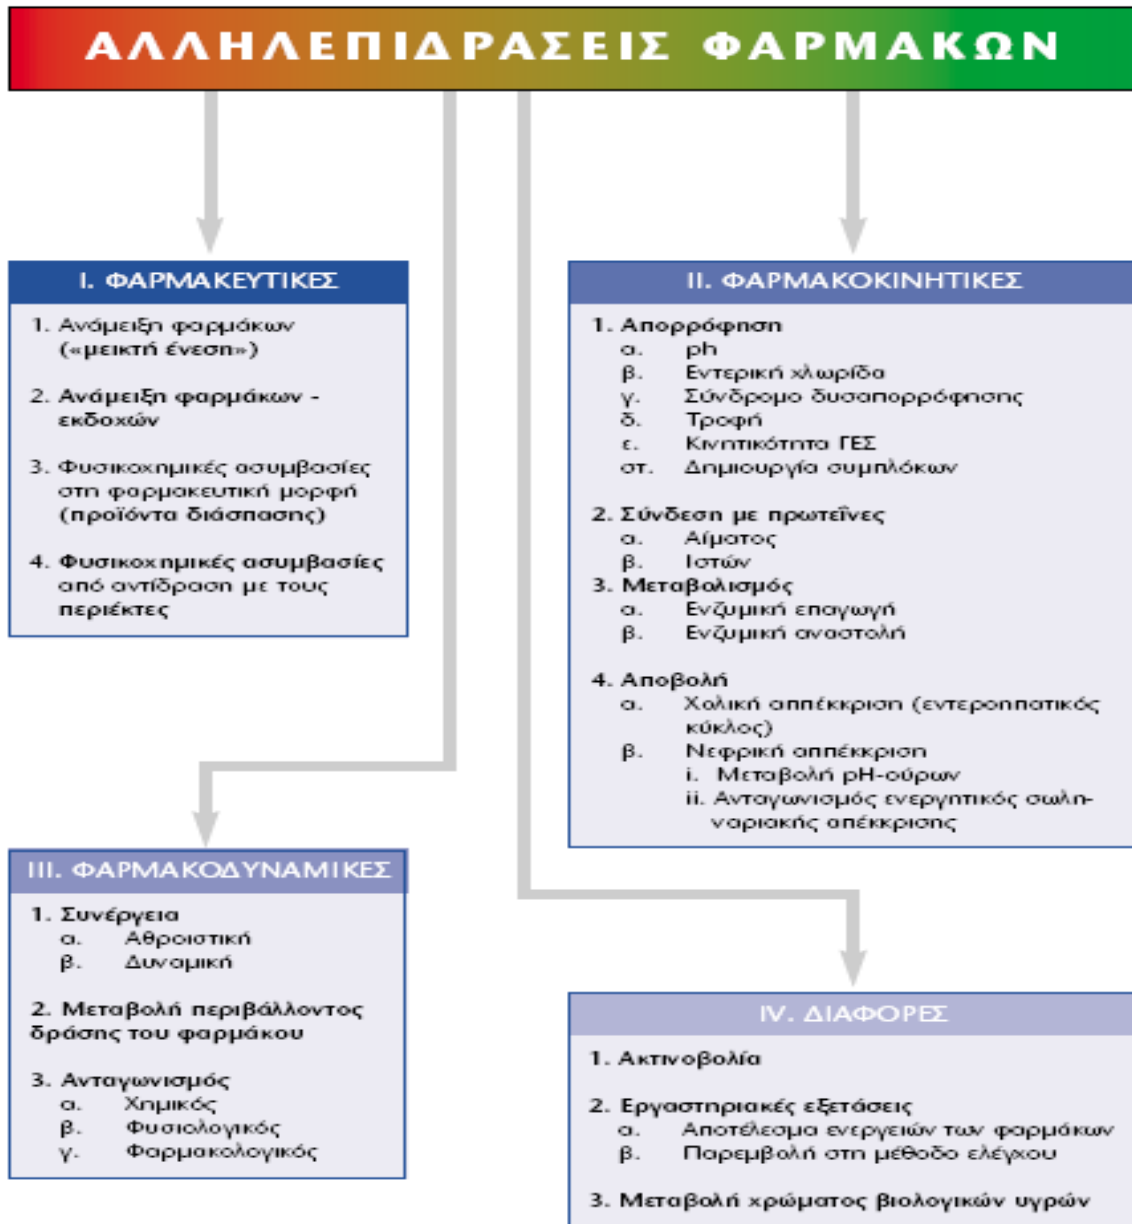 ΑΛΛΗΛΕΠΙΔΡΑΣΕΙΣ ΦΑΡΜΑΚΩΝ
Ι. ΦΑΡΜΑΚΕΥΤΙΚΕΣ
1. Ανάμειξη φαρμάκων
(«μεικτή ένεση»)
2. Ανάμειξη φαρμάκων -
εκδοχών
3. Φυσικοχημικές ασυμβασίες
στη φαρμακευτική μορφή
(προϊόντα διάσπασης)
4. Φυσικοχημικές ασυμβασίες
από αντίδραση με τους
περιέκτες
ΙΙ. ΦΑΡΜΑΚΟΚΙΝΗΤΙΚΕΣ
1. Απορρόφηση
α. ph
β. Εντερική χλωρίδα
γ. Σύνδρομο δυσαπορρόφησης
δ. Τροφή
ε. Κινητικότητα ΓΕΣ
στ. Δημιουργία συμπλόκων
2. Σύνδεση με πρωτεΐνες
α. Αίματος
β. Ιστών
3. Μεταβολισμός
α. Ενζυμική επαγωγή
β. Ενζυμική αναστολή
4. Αποβολή
α. Χολική αππέκκριση (εντεροηπατικός
κύκλος)
β. Νεφρική αππέκκριση
i. Μεταβολή pH-ούρων
ii. Ανταγωνισμός ενεργητικός σωλη-
ναριακής απέκκρισης
ΙΙΙ. ΦΑΡΜΑΚΟΔΥΝΑΜΙΚΕΣ
1. Συνέργεια
α. Αθροιστική
β. Δυναμική
2. Μεταβολή περιβάλλοντος
δράσης του φαρμάκου
3. Ανταγωνισμός
α. Χημικός
β. Φυσιολογικός
γ. Φαρμακολογικός
IV. ΔΙΑΦΟΡΕΣ
1. Ακτινοβολία
2. Εργαστηριακές εξετάσεις
α. Αποτέλεσμα ενεργειών των φαρμάκων
β. Παρεμβολή στη μέθοδο ελέγχου
3. Μεταβολή χρώματος βιολογικών υγρών